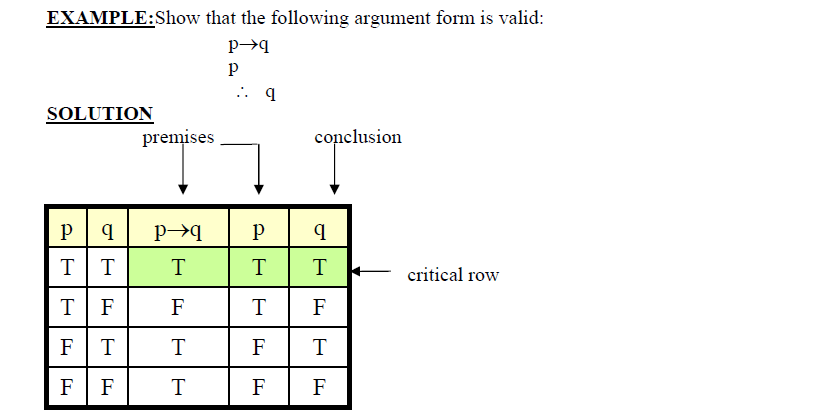 EXAMPLE:Show that the following argument form is valid:
p→q
p
∴ q
SOLUTION
premises conclusion
p q p→q p q
T T T T T
critical row
T F F T F
F T T F T
F F T F F